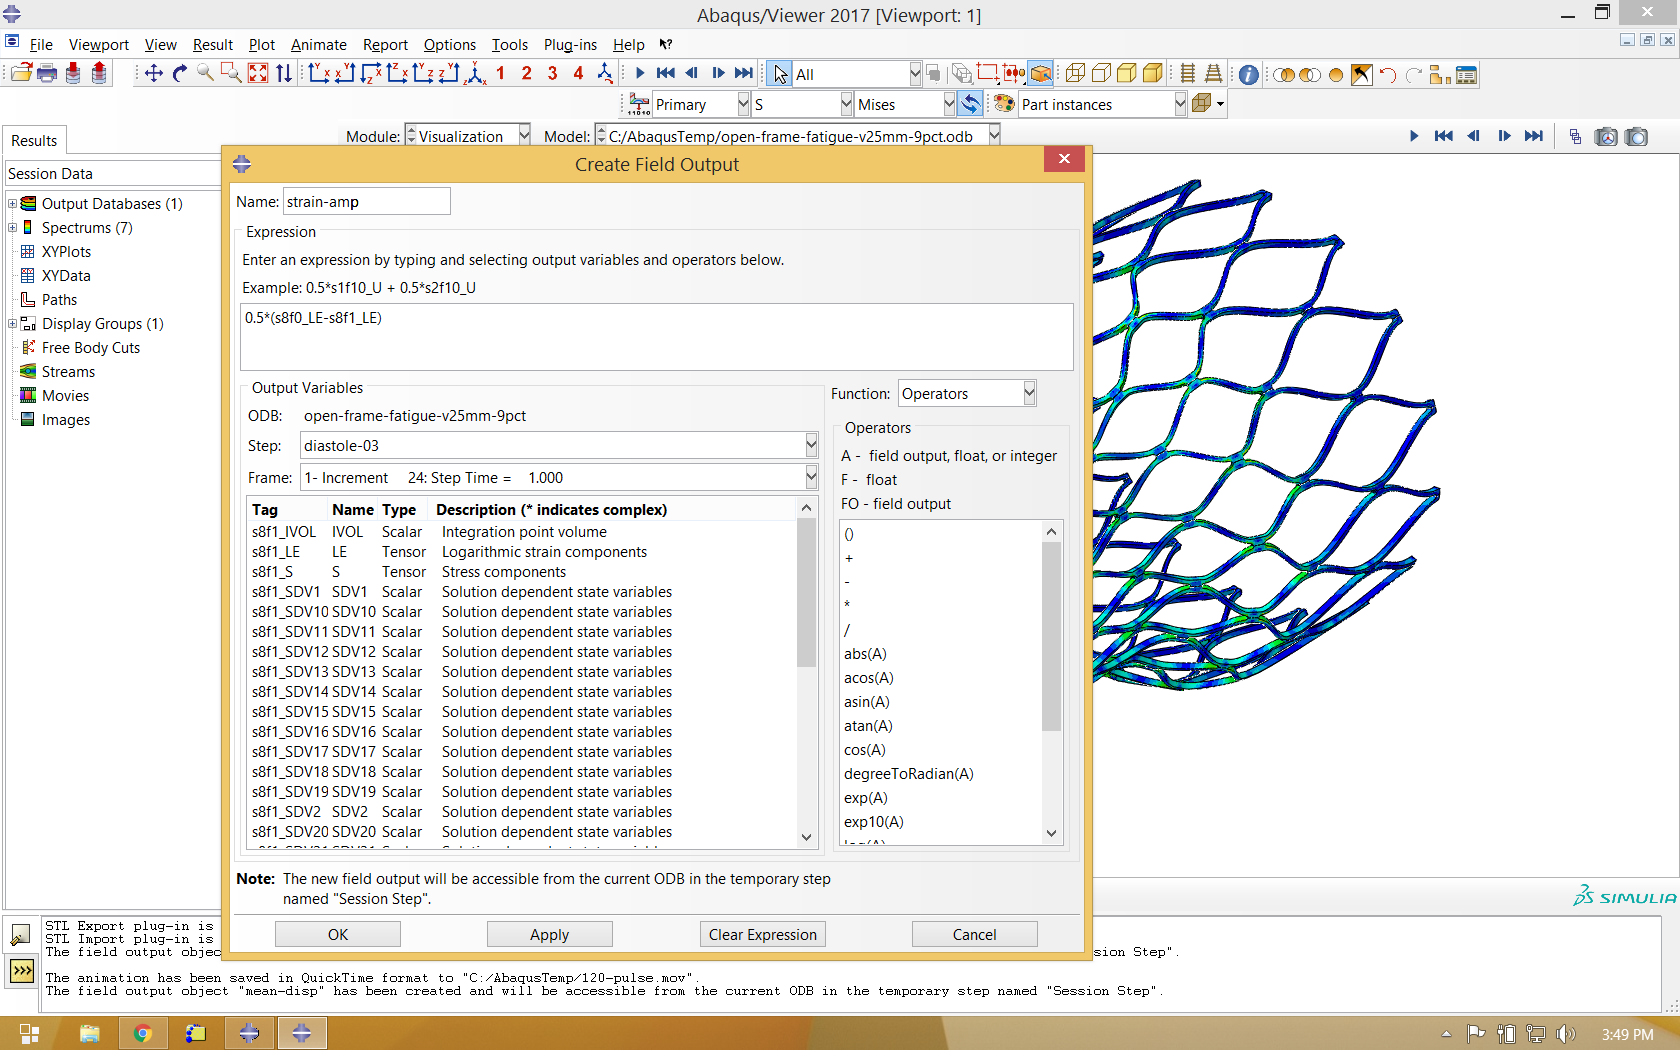 Abaqus/Viewer 2017 [Viewport: 1]
File Viewport View Result Plot Animate Report Options Tools Plug-ins Help
1 2 3 4 All
Primary S Mises Part instances
Results
Module: Visualization Model: C:/AbaqusTemp/open-frame-fatigue-v25mm-9pct.odb
Session Data
Output Databases (1)
Spectrums (7)
XYPlots
XYData
Paths
Display Groups (1)
Free Body Cuts
Streams
Movies
Images
Create Field Output
Name: strain-amp
Expression
Enter an expression by typing and selecting output variables and operators below.
Example: 0.5*s1f10_U + 0.5*s2f10_U
0.5*(s8f0_LE-s8f1_LE)
Output Variables
ODB: open-frame-fatigue-v25mm-9pct
Step: diastole-03
Frame: 1- Increment 24: Step Time = 1.000
Tag Name Type Description (* indicates complex)
s8f1_IVOL IVOL Scalar Integration point volume
s8f1_LE LE Tensor Logarithmic strain components
s8f1_S S Tensor Stress components
s8f1_SDV1 SDV1 Scalar Solution dependent state variables
s8f1_SDV10 SDV10 Scalar Solution dependent state variables
s8f1_SDV11 SDV11 Scalar Solution dependent state variables
s8f1_SDV12 SDV12 Scalar Solution dependent state variables
s8f1_SDV13 SDV13 Scalar Solution dependent state variables
s8f1_SDV14 SDV14 Scalar Solution dependent state variables
s8f1_SDV15 SDV15 Scalar Solution dependent state variables
s8f1_SDV16 SDV16 Scalar Solution dependent state variables
s8f1_SDV17 SDV17 Scalar Solution dependent state variables
s8f1_SDV18 SDV18 Scalar Solution dependent state variables
s8f1_SDV19 SDV19 Scalar Solution dependent state variables
s8f1_SDV2 SDV2 Scalar Solution dependent state variables
s8f1_SDV20 SDV20 Scalar Solution dependent state variables
Function: Operators
Operators
A - field output, float, or integer
F - float
FO - field output
()
+
-
*
/
abs(A)
acos(A)
asin(A)
atan(A)
cos(A)
degreeToRadian(A)
exp(A)
exp10(A)
Note: The new field output will be accessible from the current ODB in the temporary step
named "Session Step".
OK Apply Clear Expression Cancel
SIMULIA
STL Export plug-in is
STL Import plug-in is
The field output objec sion Step".
The animation has been saved in QuickTime format to "C:/AbaqusTemp/120-pulse.mov".
The field output object "mean-disp" has been created and will be accessible from the current ODB in the temporary step named "Session Step".
3:49 PM